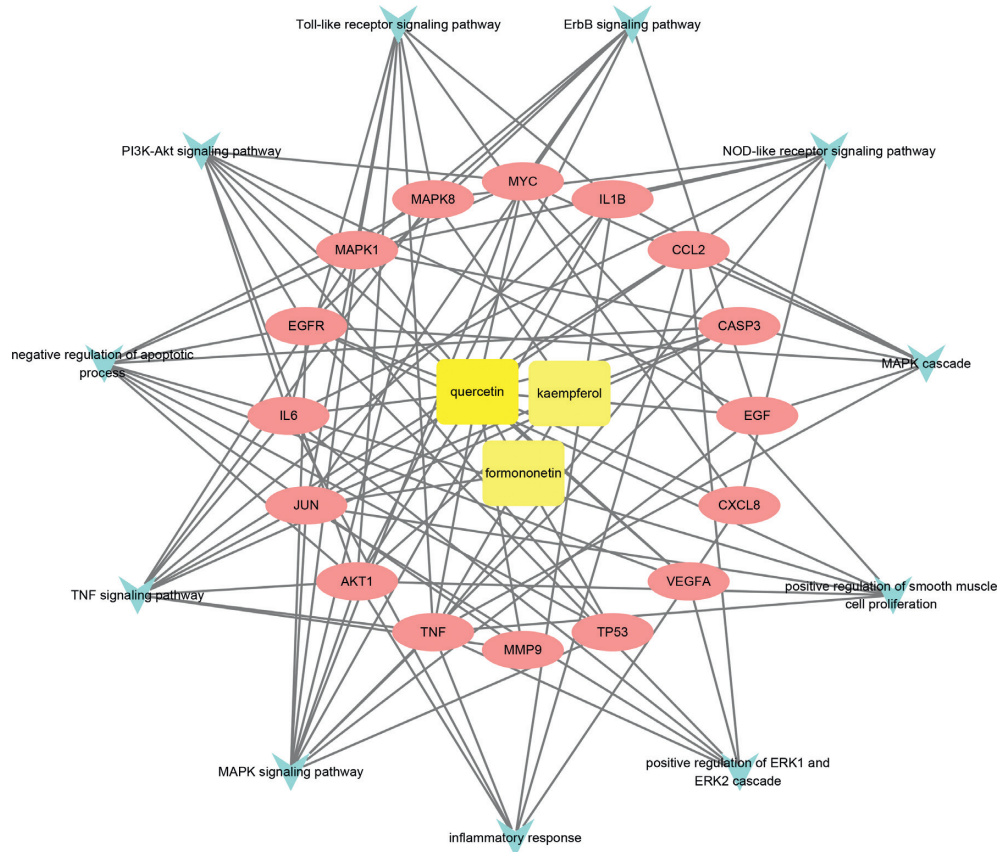 Toll-like receptor signaling pathway
ErbB signaling pathway
PI3K-Akt signaling pathway
NOD-like receptor signaling pathway
MYC
MAPK8
IL1B
MAPK1
CCL2
EGFR
CASP3
negative regulation of apoptotic
process
MAPK cascade
quercetin
kaempferol
IL6
EGF
formononetin
JUN
CXCL8
AKT1
VEGFA
TNF signaling pathway
positive regulation of smooth muscle
cell proliferation
TNF
TP53
MMP9
MAPK signaling pathway
positive regulation of ERK1 and
ERK2 cascade
inflammatory response